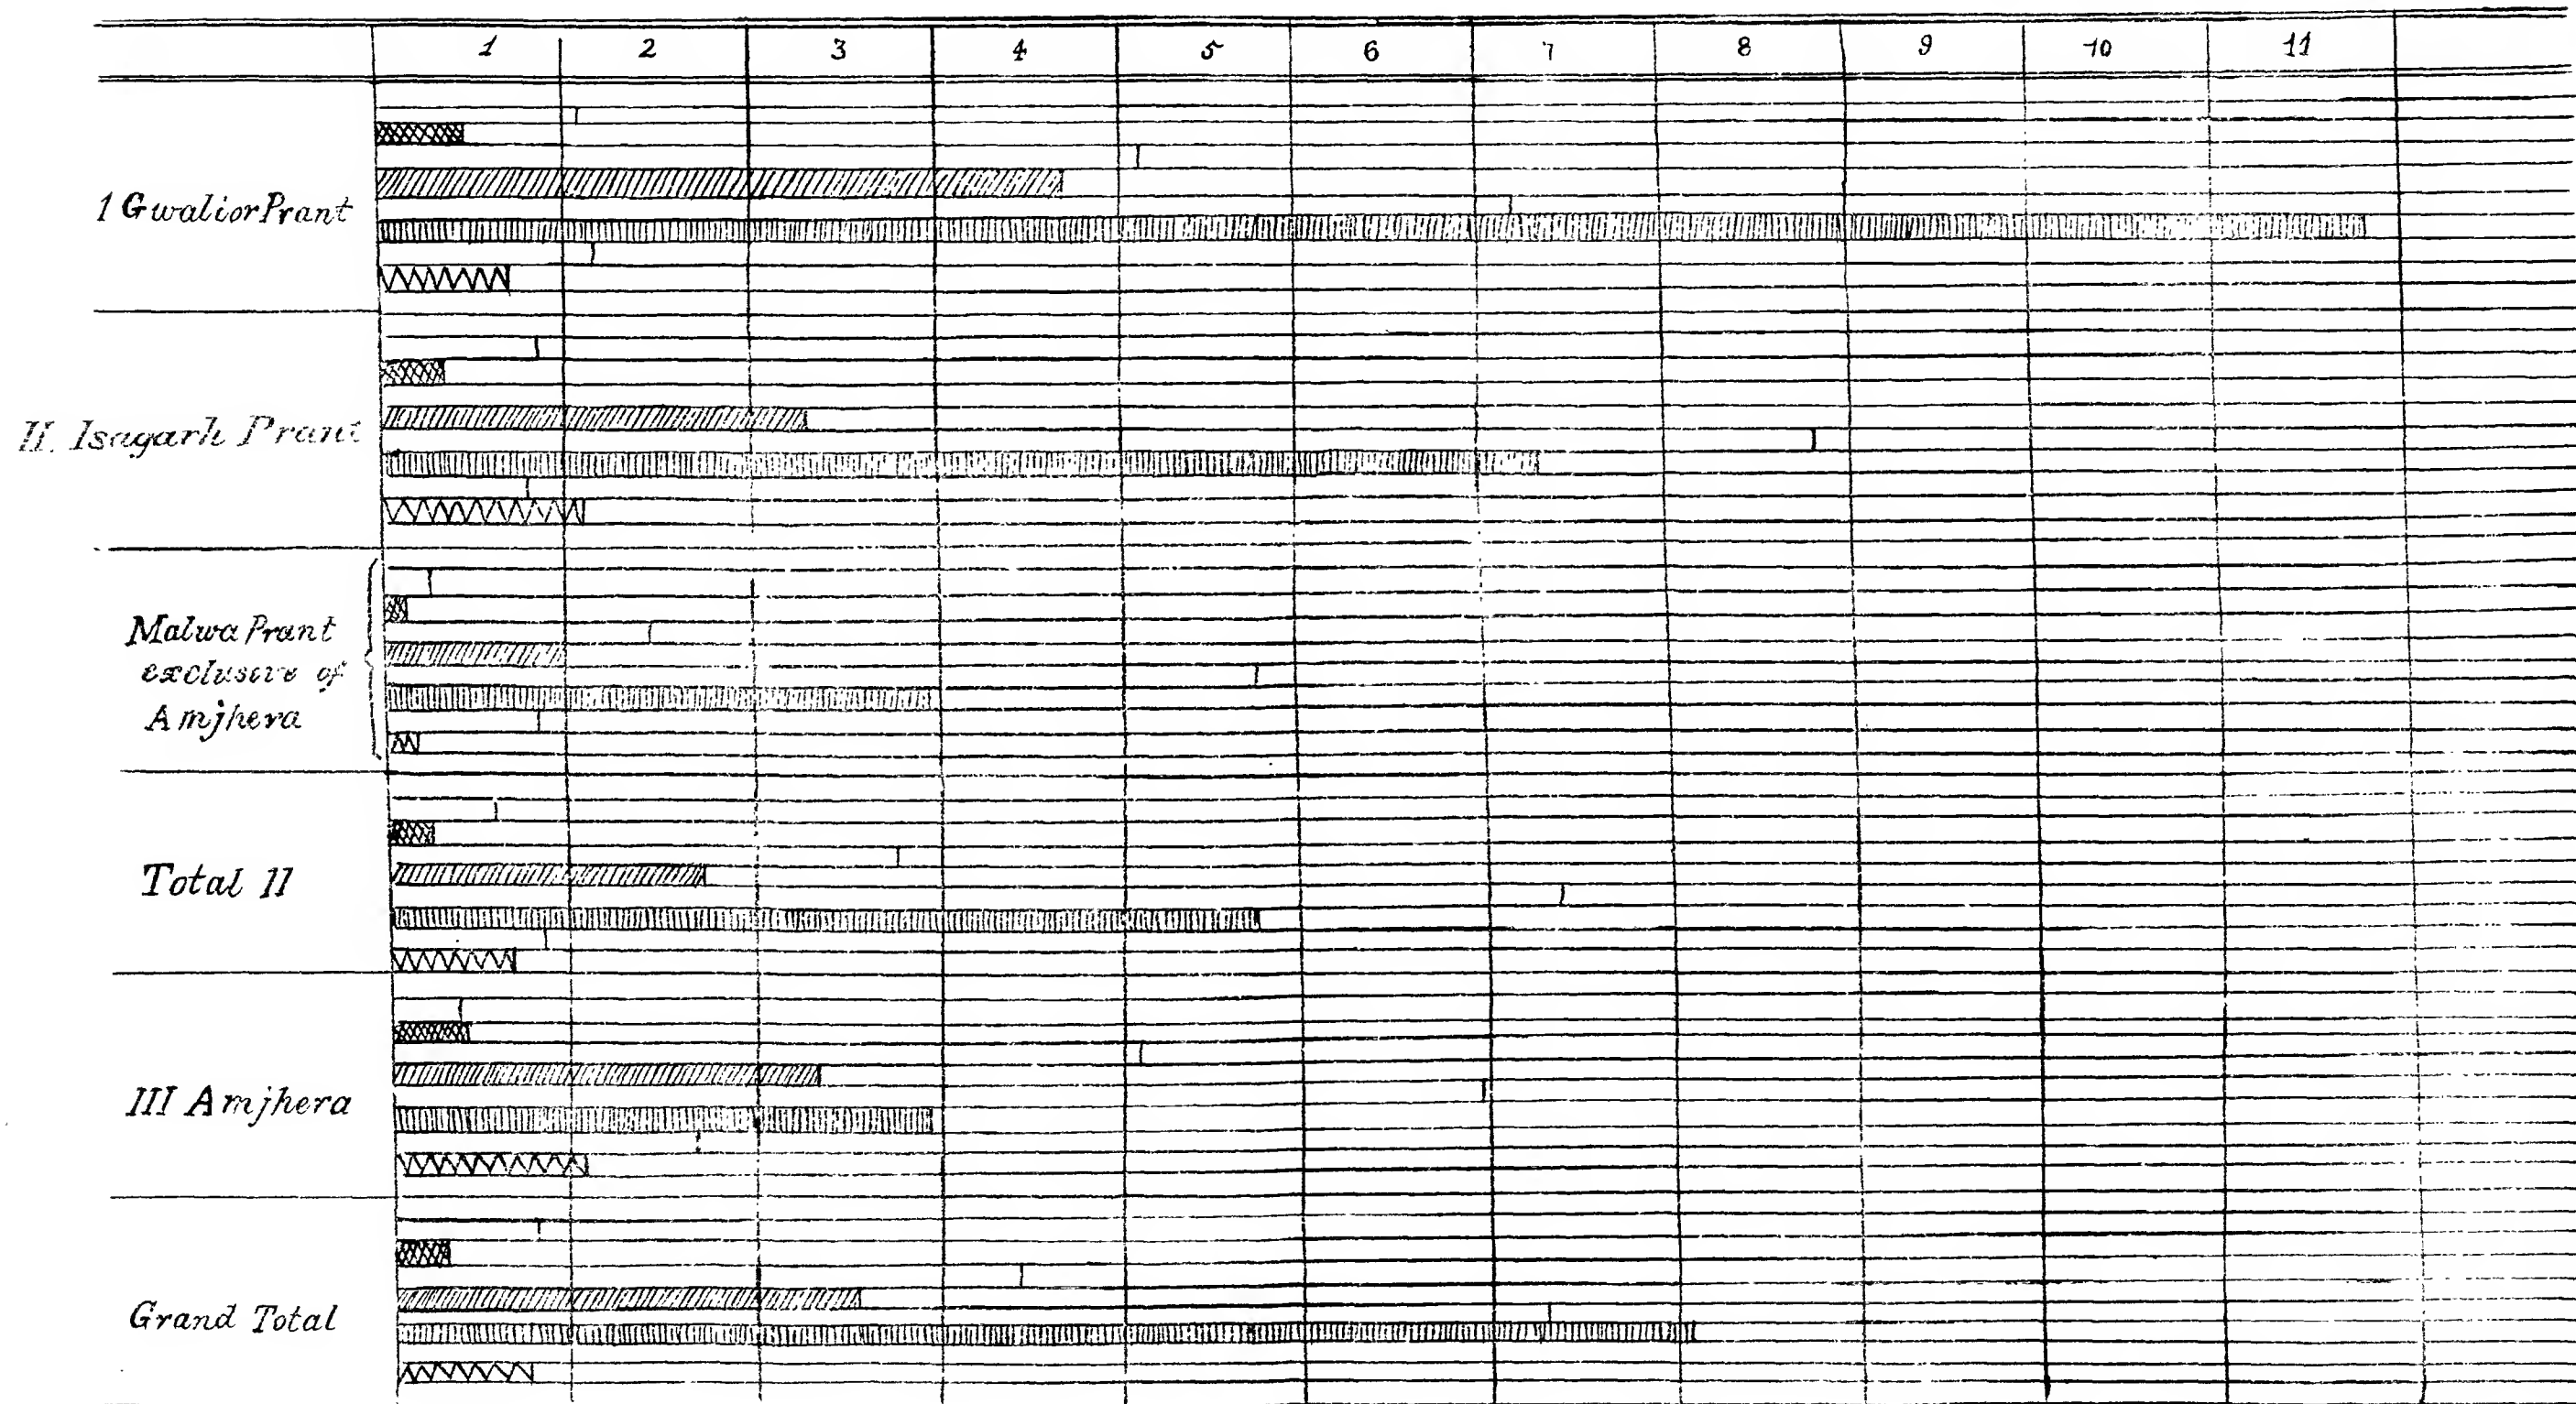 1 2 3 4 5 6 7 8 9 10 11
1 Gwalior Prant
II. Isagarh Prant
Malwa Prant
exclusive of
Amjhera
Total II
III Amjhera
Grand Total